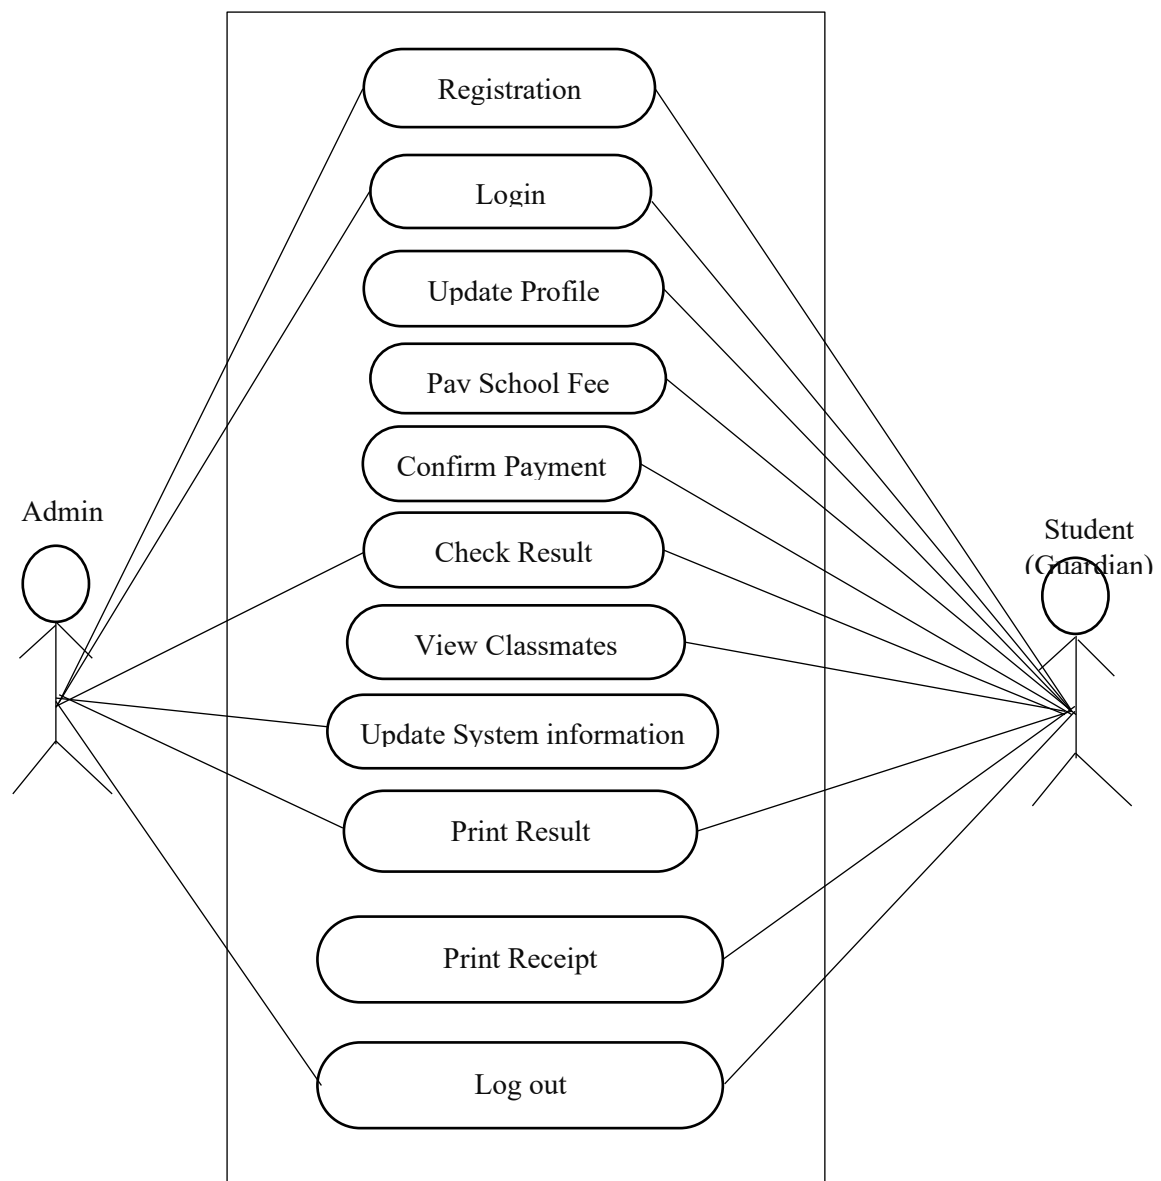 Registration
Login
Update Profile
Pay School Fee
Confirm Payment
Admin
Student
(Guardian)
Check Result
View Classmates
Update System information
Print Result
Print Receipt
Log out